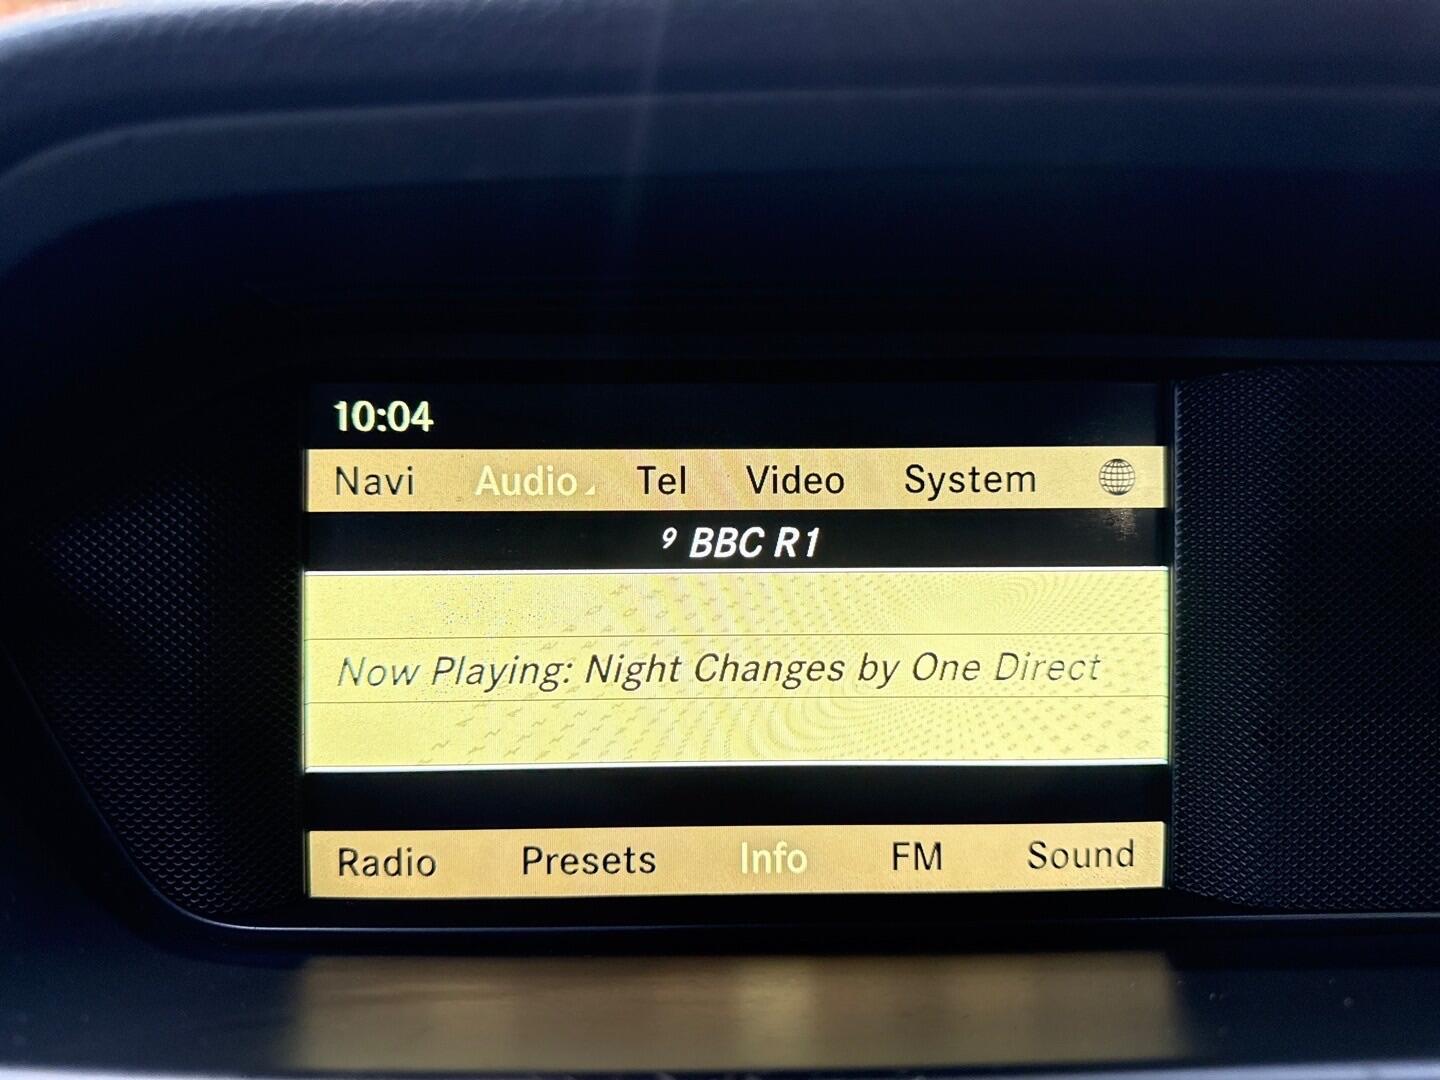 10:04
Navi Audio Tel Video System
9 BBC R1
Now Playing: Night Changes by One Direct
Radio Presets Info FM Sound